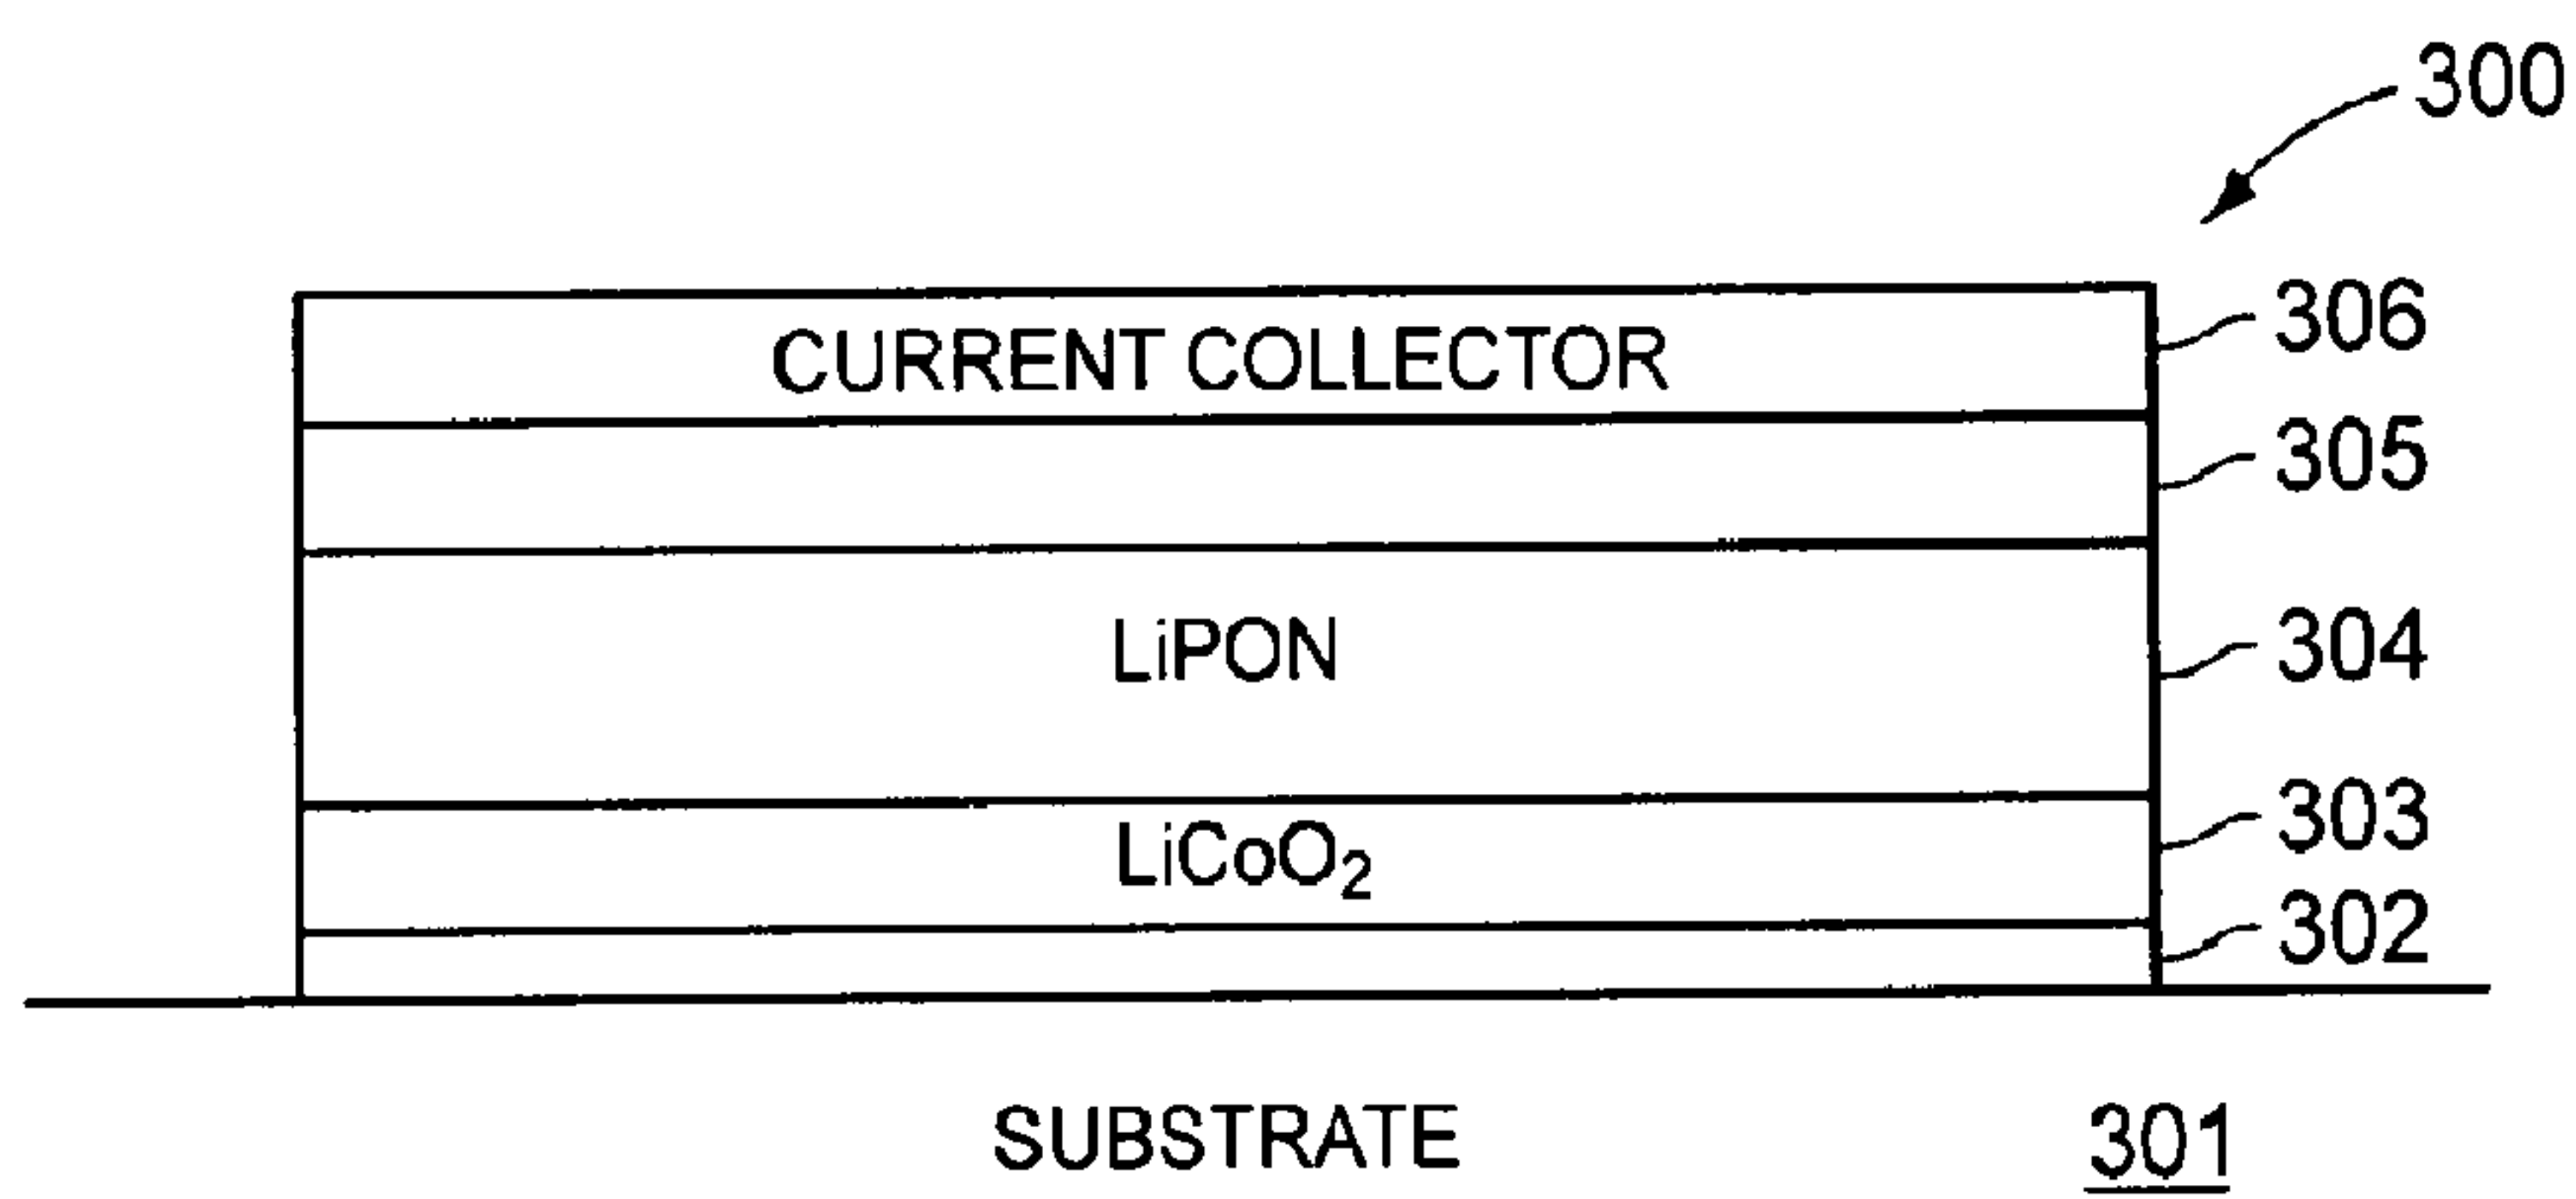 300
CURRENT COLLECTOR 306
305
LiPON 304
LiCoO₂ 303
302
SUBSTRATE 301